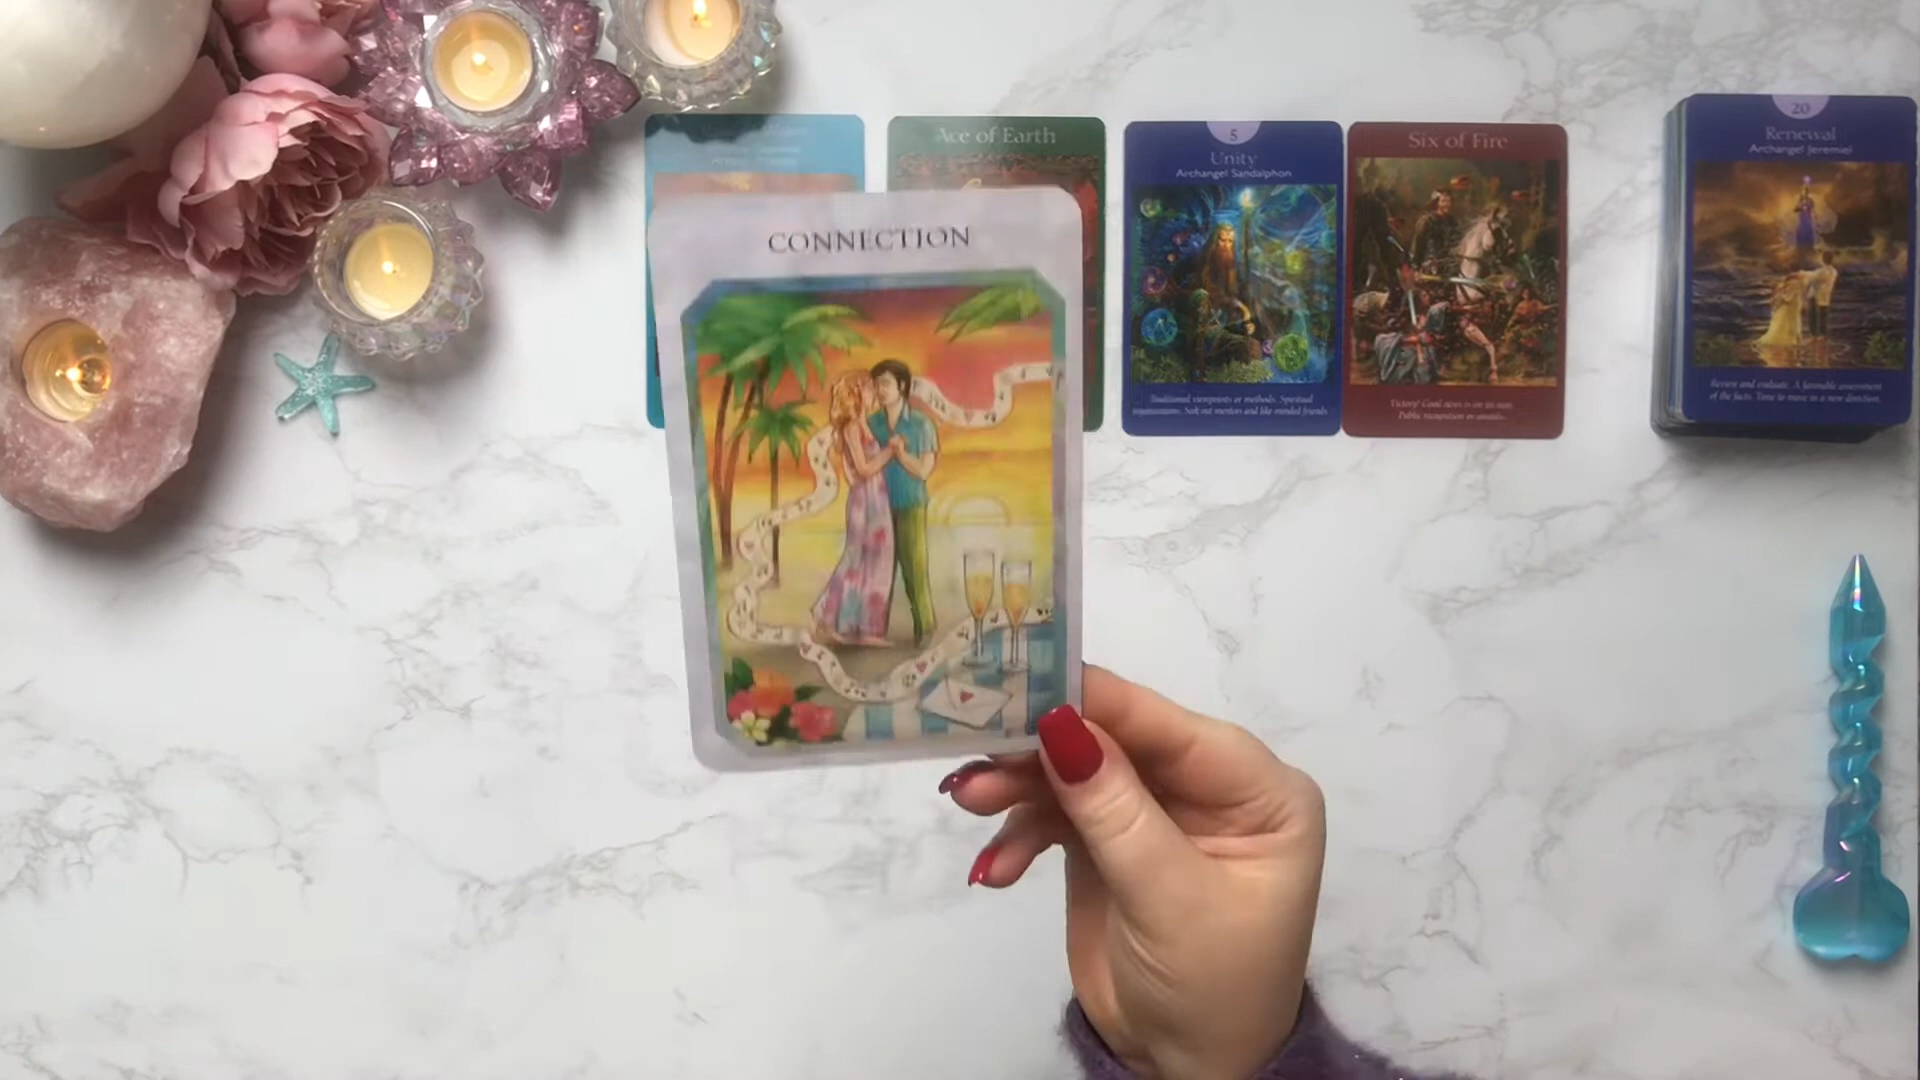 Ace of Earth
CONNECTION
5
Unity
Archangel Sandalphon
Traditional viewpoints or methods. Spiritual
organizations. Seek out mentors and like minded friends.
Six of Fire
Victory! Good news is on its way.
Public recognition or awards.
20
Renewal
Archangel Jeremiel
Review and evaluate. A favorable assessment
of the facts. Time to move in a new direction.